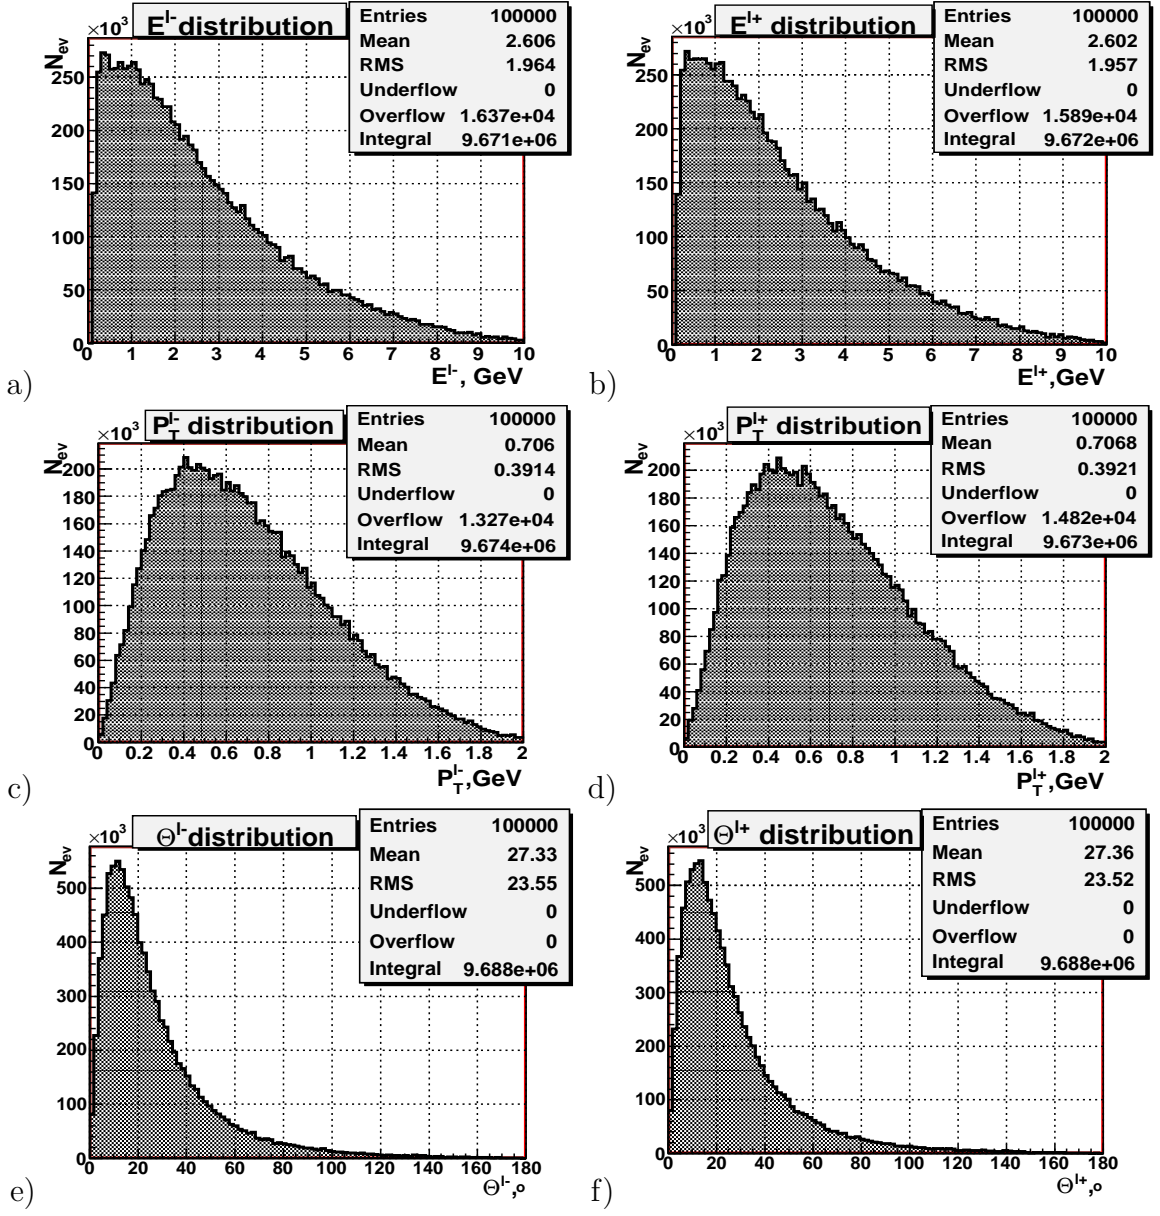 E^l- distribution
Entries 100000
Mean 2.606
RMS 1.964
Underflow 0
Overflow 1.637e+04
Integral 9.671e+06
×10³
N_ev
250
200
150
100
50
0
0 1 2 3 4 5 6 7 8 9 10
E^l-, GeV
a)
E^l+ distribution
Entries 100000
Mean 2.602
RMS 1.957
Underflow 0
Overflow 1.589e+04
Integral 9.672e+06
×10³
N_ev
250
200
150
100
50
0
0 1 2 3 4 5 6 7 8 9 10
E^l+,GeV
b)
P_T^l- distribution
Entries 100000
Mean 0.706
RMS 0.3914
Underflow 0
Overflow 1.327e+04
Integral 9.674e+06
×10³
N_ev
200
180
160
140
120
100
80
60
40
20
0
0 0.2 0.4 0.6 0.8 1 1.2 1.4 1.6 1.8 2
P_T^l-,GeV
c)
P_T^l+ distribution
Entries 100000
Mean 0.7068
RMS 0.3921
Underflow 0
Overflow 1.482e+04
Integral 9.673e+06
×10³
N_ev
200
180
160
140
120
100
80
60
40
20
0
0 0.2 0.4 0.6 0.8 1 1.2 1.4 1.6 1.8 2
P_T^l+,GeV
d)
Θ^l- distribution
Entries 100000
Mean 27.33
RMS 23.55
Underflow 0
Overflow 0
Integral 9.688e+06
×10³
N_ev
500
400
300
200
100
0
0 20 40 60 80 100 120 140 160 180
Θ^l-,o
e)
Θ^l+ distribution
Entries 100000
Mean 27.36
RMS 23.52
Underflow 0
Overflow 0
Integral 9.688e+06
×10³
N_ev
500
400
300
200
100
0
0 20 40 60 80 100 120 140 160 180
Θ^l+,o
f)